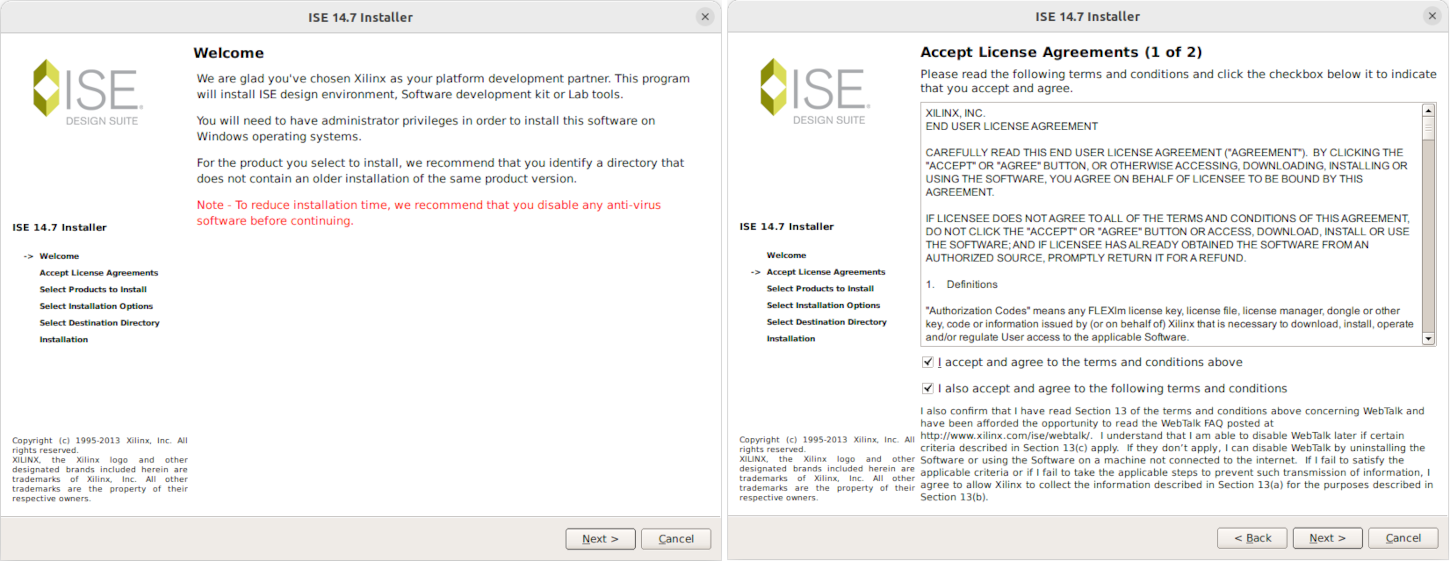 ISE 14.7 Installer
ISE.
DESIGN SUITE
ISE 14.7 Installer
-> Welcome
Accept License Agreements
Select Products to Install
Select Installation Options
Select Destination Directory
Installation
Copyright (c) 1995-2013 Xilinx, Inc. All
rights reserved.
XILINX, the Xilinx logo and other
designated brands included herein are
trademarks of Xilinx, Inc. All other
trademarks are the property of their
respective owners.
Welcome
We are glad you've chosen Xilinx as your platform development partner. This program
will install ISE design environment, Software development kit or Lab tools.
You will need to have administrator privileges in order to install this software on
Windows operating systems.
For the product you select to install, we recommend that you identify a directory that
does not contain an older installation of the same product version.
Note - To reduce installation time, we recommend that you disable any anti-virus
software before continuing.
Next >
Cancel
ISE 14.7 Installer
ISE.
DESIGN SUITE
ISE 14.7 Installer
Welcome
-> Accept License Agreements
Select Products to Install
Select Installation Options
Select Destination Directory
Installation
Copyright (c) 1995-2013 Xilinx, Inc. All
rights reserved.
XILINX, the Xilinx logo and other
designated brands included herein are
trademarks of Xilinx, Inc. All other
trademarks are the property of their
respective owners.
Accept License Agreements (1 of 2)
Please read the following terms and conditions and click the checkbox below it to indicate
that you accept and agree.
XILINX, INC.
END USER LICENSE AGREEMENT
CAREFULLY READ THIS END USER LICENSE AGREEMENT ("AGREEMENT"). BY CLICKING THE
"ACCEPT" OR "AGREE" BUTTON, OR OTHERWISE ACCESSING, DOWNLOADING, INSTALLING OR
USING THE SOFTWARE, YOU AGREE ON BEHALF OF LICENSEE TO BE BOUND BY THIS
AGREEMENT.
IF LICENSEE DOES NOT AGREE TO ALL OF THE TERMS AND CONDITIONS OF THIS AGREEMENT,
DO NOT CLICK THE "ACCEPT" OR "AGREE" BUTTON OR ACCESS, DOWNLOAD, INSTALL OR USE
THE SOFTWARE; AND IF LICENSEE HAS ALREADY OBTAINED THE SOFTWARE FROM AN
AUTHORIZED SOURCE, PROMPTLY RETURN IT FOR A REFUND.
1. Definitions
"Authorization Codes" means any FLEXlm license key, license file, license manager, dongle or other
key, code or information issued by (or on behalf of) Xilinx that is necessary to download, install, operate
and/or regulate User access to the applicable Software.
I accept and agree to the terms and conditions above
I also accept and agree to the following terms and conditions
I also confirm that I have read Section 13 of the terms and conditions above concerning WebTalk and
have been afforded the opportunity to read the WebTalk FAQ posted at
http://www.xilinx.com/ise/webtalk/. I understand that I am able to disable WebTalk later if certain
criteria described in Section 13(c) apply. If they don't apply, I can disable WebTalk by uninstalling the
Software or using the Software on a machine not connected to the internet. If I fail to satisfy the
applicable criteria or if I fail to take the applicable steps to prevent such transmission of information, I
agree to allow Xilinx to collect the information described in Section 13(a) for the purposes described in
Section 13(b).
< Back
Next >
Cancel